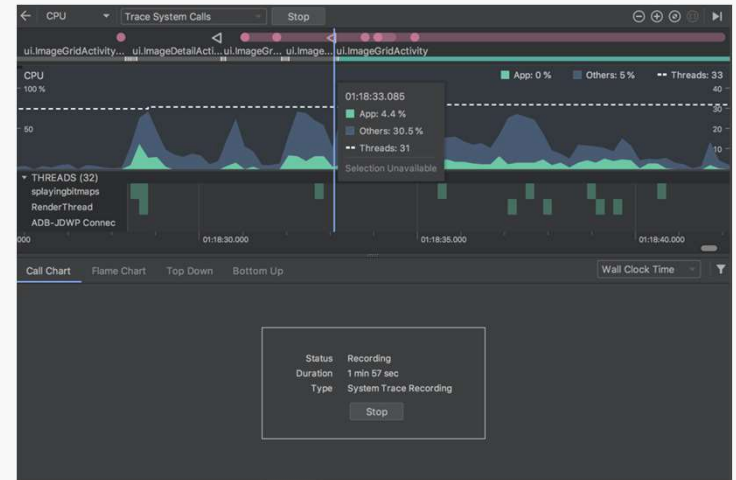 CPU Trace System Calls Stop
ui.ImageGridActivity... ui.ImageDetailActi... ui.ImageGr... ui.Image... ui.ImageGridActivity
CPU App: 0 % Others: 5 % Threads: 33
100 % 40
30
50 20
10
01:18:33.085
App: 4.4 %
Others: 30.5 %
Threads: 31
Selection Unavailable
THREADS (32)
splayingbitmaps
RenderThread
ADB-JDWP Connec
000 01:18:30.000 01:18:35.000 01:18:40.000
Call Chart Flame Chart Top Down Bottom Up Wall Clock Time
Status Recording
Duration 1 min 57 sec
Type System Trace Recording
Stop